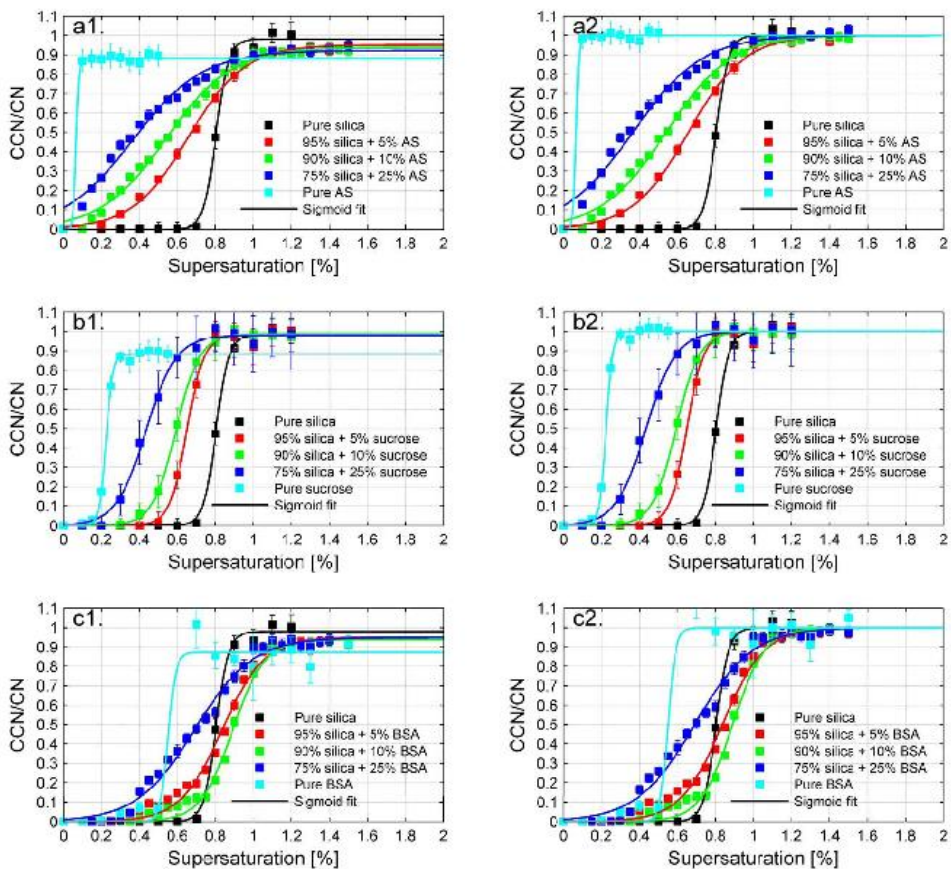 a1.
CCN/CN
1.1
1
0.9
0.8
0.7
0.6
0.5
0.4
0.3
0.2
0.1
0
Pure silica
95% silica + 5% AS
90% silica + 10% AS
75% silica + 25% AS
Pure AS
Sigmoid fit
0 0.2 0.4 0.6 0.8 1 1.2 1.4 1.6 1.8 2
Supersaturation [%]
a2.
CCN/CN
1.1
1
0.9
0.8
0.7
0.6
0.5
0.4
0.3
0.2
0.1
0
Pure silica
95% silica + 5% AS
90% silica + 10% AS
75% silica + 25% AS
Pure AS
Sigmoid fit
0 0.2 0.4 0.6 0.8 1 1.2 1.4 1.6 1.8 2
Supersaturation [%]
b1.
CCN/CN
1.1
1
0.9
0.8
0.7
0.6
0.5
0.4
0.3
0.2
0.1
0
Pure silica
95% silica + 5% sucrose
90% silica + 10% sucrose
75% silica + 25% sucrose
Pure sucrose
Sigmoid fit
0 0.2 0.4 0.6 0.8 1 1.2 1.4 1.6 1.8 2
Supersaturation [%]
b2.
CCN/CN
1.1
1
0.9
0.8
0.7
0.6
0.5
0.4
0.3
0.2
0.1
0
Pure silica
95% silica + 5% sucrose
90% silica + 10% sucrose
75% silica + 25% sucrose
Pure sucrose
Sigmoid fit
0 0.2 0.4 0.6 0.8 1 1.2 1.4 1.6 1.8 2
Supersaturation [%]
c1.
CCN/CN
1.1
1
0.9
0.8
0.7
0.6
0.5
0.4
0.3
0.2
0.1
0
Pure silica
95% silica + 5% BSA
90% silica + 10% BSA
75% silica + 25% BSA
Pure BSA
Sigmoid fit
0 0.2 0.4 0.6 0.8 1 1.2 1.4 1.6 1.8 2
Supersaturation [%]
c2.
CCN/CN
1.1
1
0.9
0.8
0.7
0.6
0.5
0.4
0.3
0.2
0.1
0
Pure silica
95% silica + 5% BSA
90% silica + 10% BSA
75% silica + 25% BSA
Pure BSA
Sigmoid fit
0 0.2 0.4 0.6 0.8 1 1.2 1.4 1.6 1.8 2
Supersaturation [%]